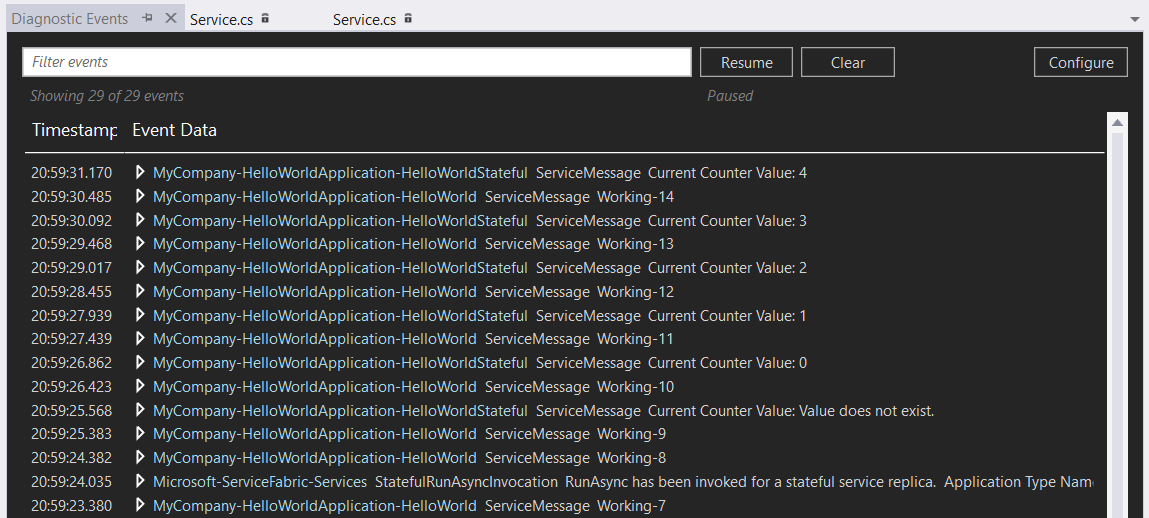 Diagnostic Events Service.cs Service.cs
Filter events Resume Clear Configure
Showing 29 of 29 events Paused
Timestamp Event Data
20:59:31.170 MyCompany-HelloWorldApplication-HelloWorldStateful ServiceMessage Current Counter Value: 4
20:59:30.485 MyCompany-HelloWorldApplication-HelloWorld ServiceMessage Working-14
20:59:30.092 MyCompany-HelloWorldApplication-HelloWorldStateful ServiceMessage Current Counter Value: 3
20:59:29.468 MyCompany-HelloWorldApplication-HelloWorld ServiceMessage Working-13
20:59:29.017 MyCompany-HelloWorldApplication-HelloWorldStateful ServiceMessage Current Counter Value: 2
20:59:28.455 MyCompany-HelloWorldApplication-HelloWorld ServiceMessage Working-12
20:59:27.939 MyCompany-HelloWorldApplication-HelloWorldStateful ServiceMessage Current Counter Value: 1
20:59:27.439 MyCompany-HelloWorldApplication-HelloWorld ServiceMessage Working-11
20:59:26.862 MyCompany-HelloWorldApplication-HelloWorldStateful ServiceMessage Current Counter Value: 0
20:59:26.423 MyCompany-HelloWorldApplication-HelloWorld ServiceMessage Working-10
20:59:25.568 MyCompany-HelloWorldApplication-HelloWorldStateful ServiceMessage Current Counter Value: Value does not exist.
20:59:25.383 MyCompany-HelloWorldApplication-HelloWorld ServiceMessage Working-9
20:59:24.382 MyCompany-HelloWorldApplication-HelloWorld ServiceMessage Working-8
20:59:24.035 Microsoft-ServiceFabric-Services StatefulRunAsyncInvocation RunAsync has been invoked for a stateful service replica. Application Type Name
20:59:23.380 MyCompany-HelloWorldApplication-HelloWorld ServiceMessage Working-7